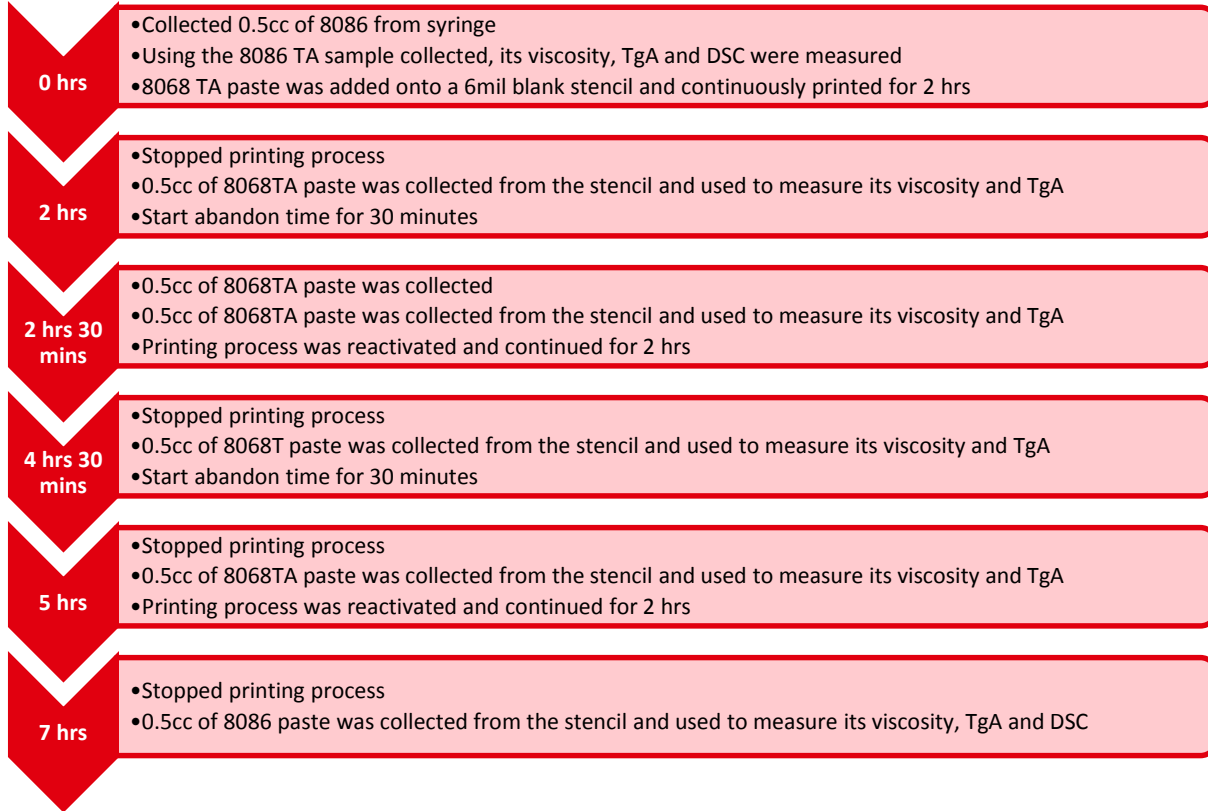 0 hrs
•Collected 0.5cc of 8086 from syringe
•Using the 8086 TA sample collected, its viscosity, TgA and DSC were measured
•8068 TA paste was added onto a 6mil blank stencil and continuously printed for 2 hrs
2 hrs
•Stopped printing process
•0.5cc of 8068TA paste was collected from the stencil and used to measure its viscosity and TgA
•Start abandon time for 30 minutes
2 hrs 30
mins
•0.5cc of 8068TA paste was collected
•0.5cc of 8068TA paste was collected from the stencil and used to measure its viscosity and TgA
•Printing process was reactivated and continued for 2 hrs
4 hrs 30
mins
•Stopped printing process
•0.5cc of 8068T paste was collected from the stencil and used to measure its viscosity and TgA
•Start abandon time for 30 minutes
5 hrs
•Stopped printing process
•0.5cc of 8068TA paste was collected from the stencil and used to measure its viscosity and TgA
•Printing process was reactivated and continued for 2 hrs
7 hrs
•Stopped printing process
•0.5cc of 8086 paste was collected from the stencil and used to measure its viscosity, TgA and DSC